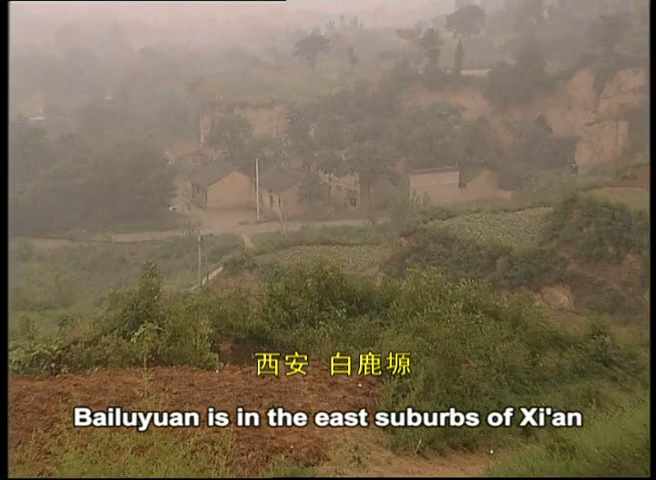 西安 白鹿塬
Bailuyuan is in the east suburbs of Xi'an